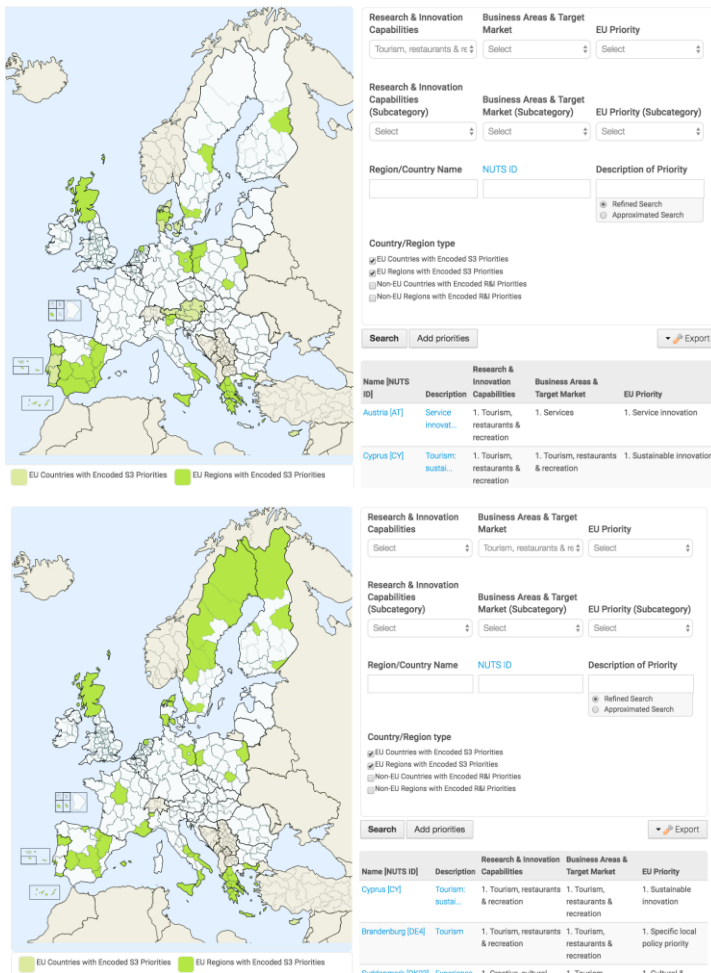 Research & Innovation
Capabilities
Business Areas & Target
Market
EU Priority
Tourism, restaurants & re
Select
Select
Research & Innovation
Capabilities
(Subcategory)
Business Areas & Target
Market (Subcategory)
EU Priority (Subcategory)
Select
Select
Select
Region/Country Name
NUTS ID
Description of Priority
Refined Search
Approximated Search
Country/Region type
EU Countries with Encoded S3 Priorities
EU Regions with Encoded S3 Priorities
Non-EU Countries with Encoded R&I Priorities
Non-EU Regions with Encoded R&I Priorities
Search
Add priorities
Export
Name [NUTS
ID]
Description
Research &
Innovation
Capabilities
Business Areas &
Target Market
EU Priority
Austria [AT]
Service
innovat...
1. Tourism,
restaurants &
recreation
1. Services
1. Service innovation
Cyprus [CY]
Tourism:
sustai...
1. Tourism,
restaurants &
recreation
1. Tourism, restaurants
& recreation
1. Sustainable innovation
EU Countries with Encoded S3 Priorities
EU Regions with Encoded S3 Priorities
Research & Innovation
Capabilities
Business Areas & Target
Market
EU Priority
Select
Tourism, restaurants & re
Select
Research & Innovation
Capabilities
(Subcategory)
Business Areas & Target
Market (Subcategory)
EU Priority (Subcategory)
Select
Select
Select
Region/Country Name
NUTS ID
Description of Priority
Refined Search
Approximated Search
Country/Region type
EU Countries with Encoded S3 Priorities
EU Regions with Encoded S3 Priorities
Non-EU Countries with Encoded R&I Priorities
Non-EU Regions with Encoded R&I Priorities
Search
Add priorities
Export
Name [NUTS ID]
Description
Research & Innovation
Capabilities
Business Areas &
Target Market
EU Priority
Cyprus [CY]
Tourism:
sustai...
1. Tourism, restaurants
& recreation
1. Tourism,
restaurants &
recreation
1. Sustainable
innovation
Brandenburg [DE4]
Tourism
1. Tourism, restaurants
& recreation
1. Tourism,
restaurants &
recreation
1. Specific local
policy priority
EU Countries with Encoded S3 Priorities
EU Regions with Encoded S3 Priorities